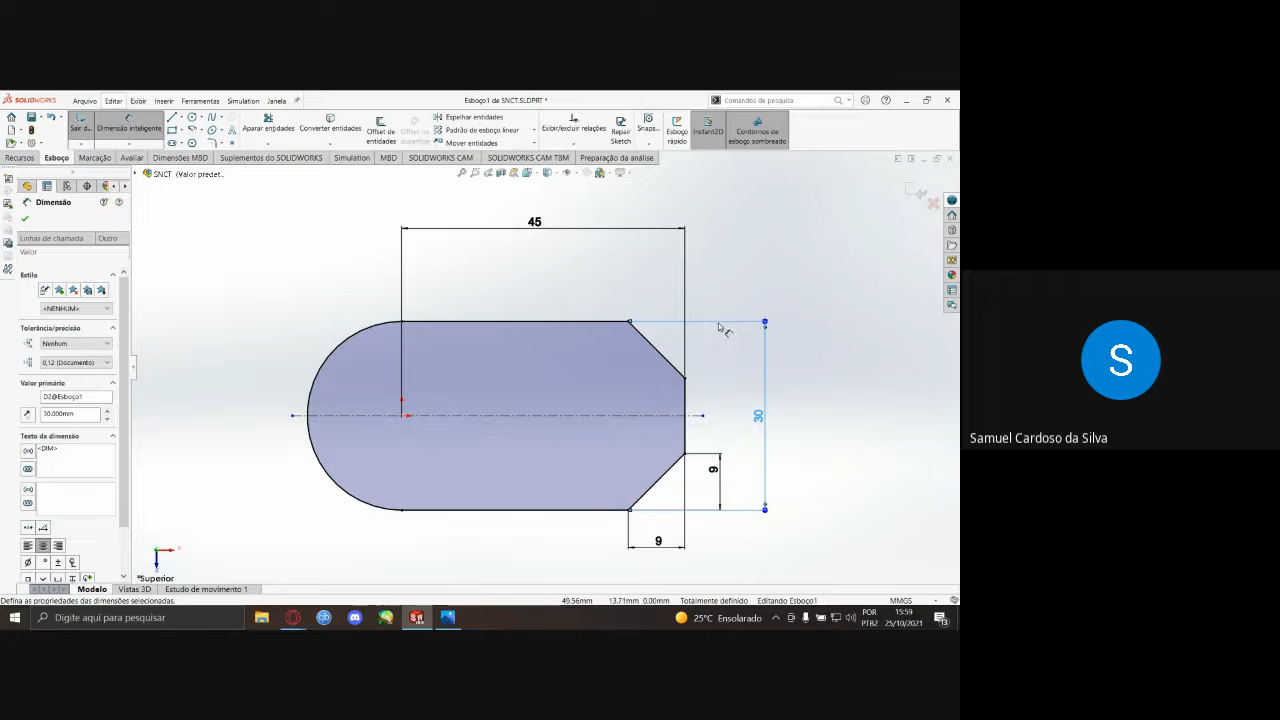 SOLIDWORKS
Arquivo
Editar
Exibir
Inserir
Ferramentas
Simulation
Janela
Esboço1 de SNCT.SLDPRT *
Comandos de pesquisa
Sair d...
Dimensão inteligente
Aparar entidades
Converter entidades
Offset de entidades
Offset na superfície
Espelhar entidades
Padrão de esboço linear
Mover entidades
Exibir/excluir relações
Repair Sketch
Snaps...
Esboço rápido
Instant2D
Contornos de esboço sombreado
Recursos
Esboço
Marcação
Avaliar
Dimensões MBD
Suplementos do SOLIDWORKS
Simulation
MBD
SOLIDWORKS CAM
SOLIDWORKS CAM TBM
Preparação da análise
SNCT (Valor predet..
Dimensão
Linhas de chamada
Outro
Valor
Estilo
<NENHUM>
Tolerância/precisão
Nenhum
0,12 (Documento)
Valor primário
D2@Esboço1
30.000mm
Texto da dimensão
<DIM>
45
30
9
9
*Superior
Modelo
Vistas 3D
Estudo de movimento 1
Defina as propriedades das dimensões selecionadas.
49.56mm
13.71mm 0.00mm
Totalmente definido
Editando Esboço1
MMGS
Digite aqui para pesquisar
25°C Ensolarado
POR
PTB2
15:59
25/10/2021
13
S
Samuel Cardoso da Silva